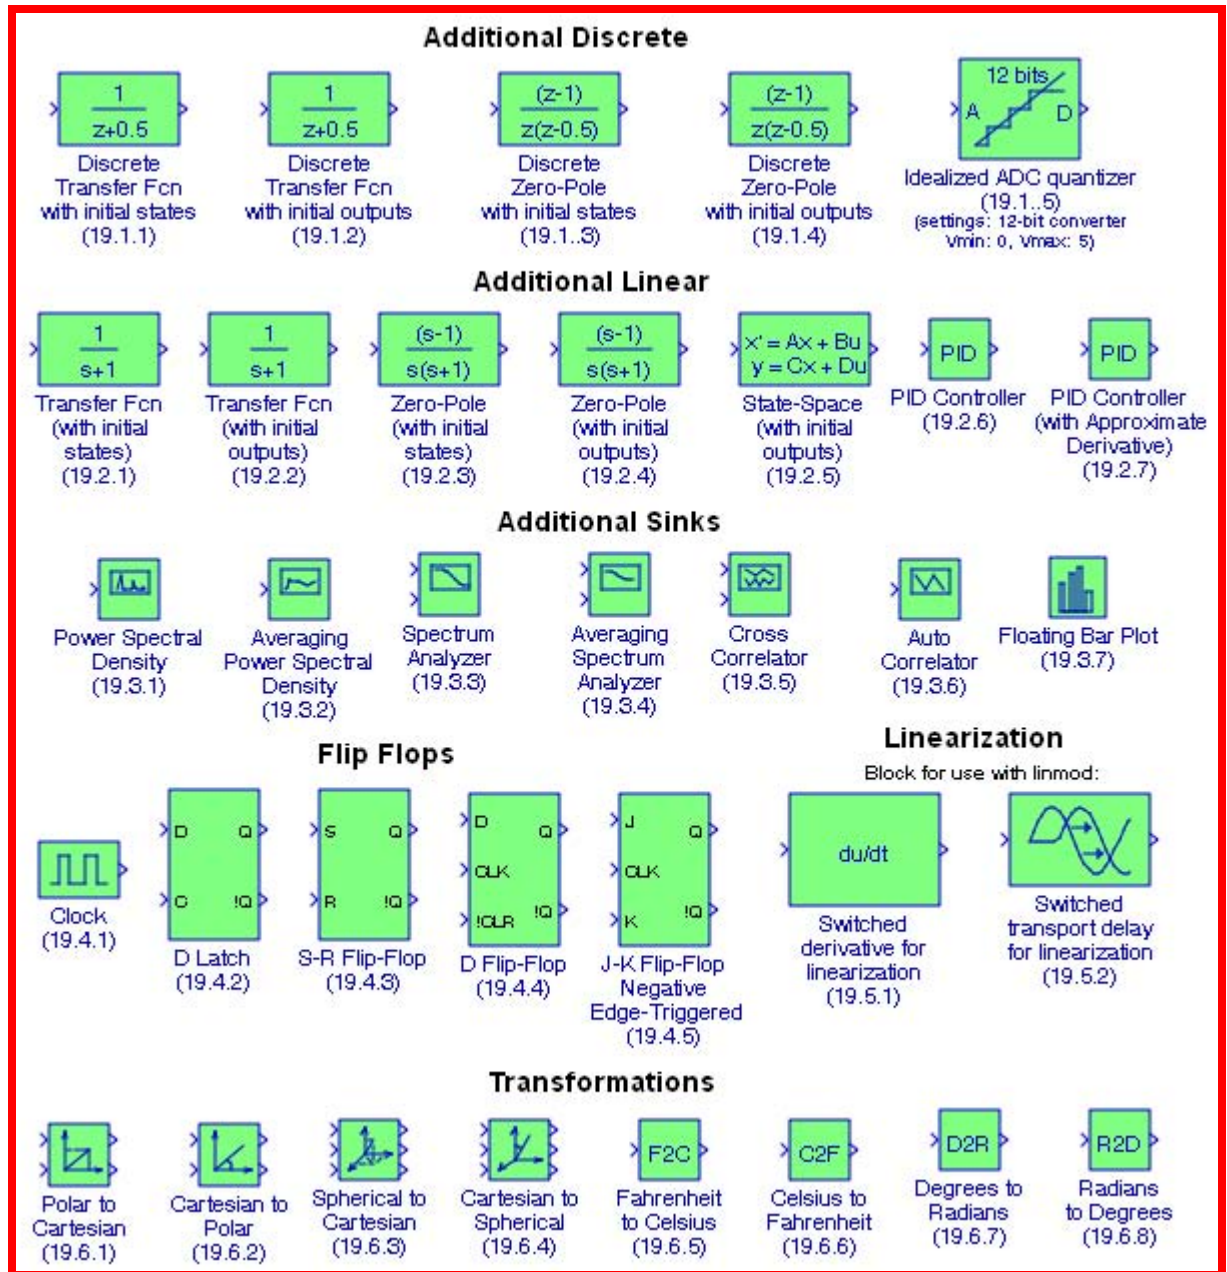 Additional Discrete
1
z+0.5
Discrete
Transfer Fcn
with initial states
(19.1.1)
1
z+0.5
Discrete
Transfer Fcn
with initial outputs
(19.1.2)
(z-1)
z(z-0.5)
Discrete
Zero-Pole
with initial states
(19.1..3)
(z-1)
z(z-0.5)
Discrete
Zero-Pole
with initial outputs
(19.1.4)
12 bits
A D
Idealized ADC quantizer
(19.1..5)
(settings: 12-bit converter
Vmin: 0, Vmax: 5)
Additional Linear
1
s+1
Transfer Fcn
(with initial
states)
(19.2.1)
1
s+1
Transfer Fcn
(with initial
outputs)
(19.2.2)
(s-1)
s(s+1)
Zero-Pole
(with initial
states)
(19.2.3)
(s-1)
s(s+1)
Zero-Pole
(with initial
outputs)
(19.2.4)
x' = Ax + Bu
y = Cx + Du
State-Space
(with initial
outputs)
(19.2.5)
PID
PID Controller
(19.2.6)
PID
PID Controller
(with Approximate
Derivative)
(19.2.7)
Additional Sinks
Power Spectral
Density
(19.3.1)
Averaging
Power Spectral
Density
(19.3.2)
Spectrum
Analyzer
(19.3.3)
Averaging
Spectrum
Analyzer
(19.3.4)
Cross
Correlator
(19.3.5)
Auto
Correlator
(19.3.6)
Floating Bar Plot
(19.3.7)
Flip Flops
Clock
(19.4.1)
D Q
C !Q
D Latch
(19.4.2)
S Q
R !Q
S-R Flip-Flop
(19.4.3)
D Q
CLK
!CLR !Q
D Flip-Flop
(19.4.4)
J Q
CLK
K !Q
J-K Flip-Flop
Negative
Edge-Triggered
(19.4.5)
Linearization
Block for use with linmod:
du/dt
Switched
derivative for
linearization
(19.5.1)
Switched
transport delay
for linearization
(19.5.2)
Transformations
Polar to
Cartesian
(19.6.1)
Cartesian to
Polar
(19.6.2)
Spherical to
Cartesian
(19.6.3)
Cartesian to
Spherical
(19.6.4)
F2C
Fahrenheit
to Celsius
(19.6.5)
C2F
Celsius to
Fahrenheit
(19.6.6)
D2R
Degrees to
Radians
(19.6.7)
R2D
Radians
to Degrees
(19.6.8)